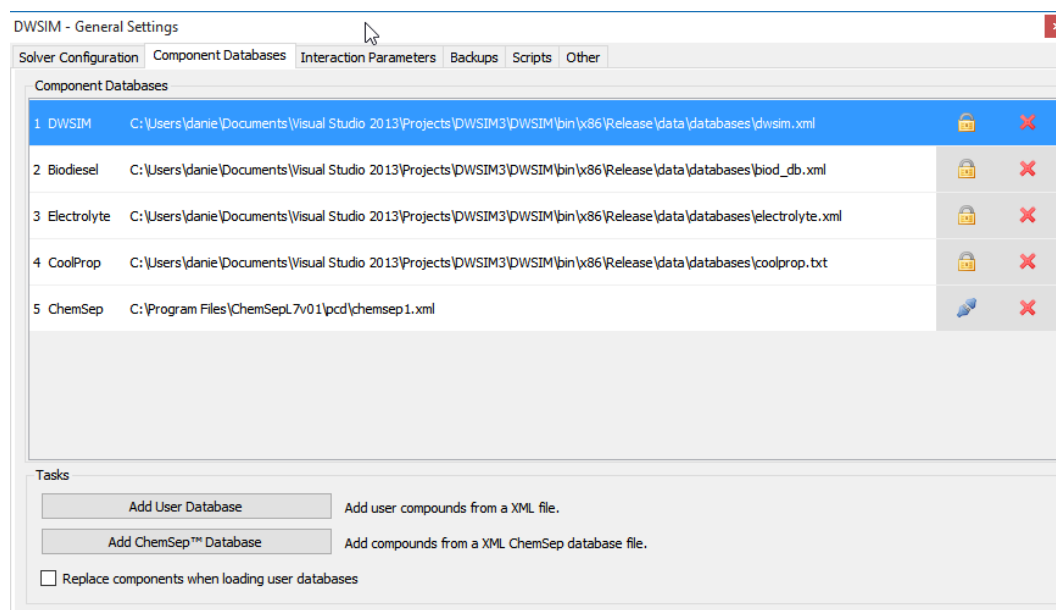 DWSIM - General Settings
Solver Configuration Component Databases Interaction Parameters Backups Scripts Other
Component Databases
1 DWSIM C:\Users\danie\Documents\Visual Studio 2013\Projects\DWSIM3\DWSIM\bin\x86\Release\data\databases\dwsim.xml
2 Biodiesel C:\Users\danie\Documents\Visual Studio 2013\Projects\DWSIM3\DWSIM\bin\x86\Release\data\databases\biod_db.xml
3 Electrolyte C:\Users\danie\Documents\Visual Studio 2013\Projects\DWSIM3\DWSIM\bin\x86\Release\data\databases\electrolyte.xml
4 CoolProp C:\Users\danie\Documents\Visual Studio 2013\Projects\DWSIM3\DWSIM\bin\x86\Release\data\databases\coolprop.txt
5 ChemSep C:\Program Files\ChemSepL7v01\pcd\chemsep1.xml
Tasks
Add User Database Add user compounds from a XML file.
Add ChemSep™ Database Add compounds from a XML ChemSep database file.
Replace components when loading user databases